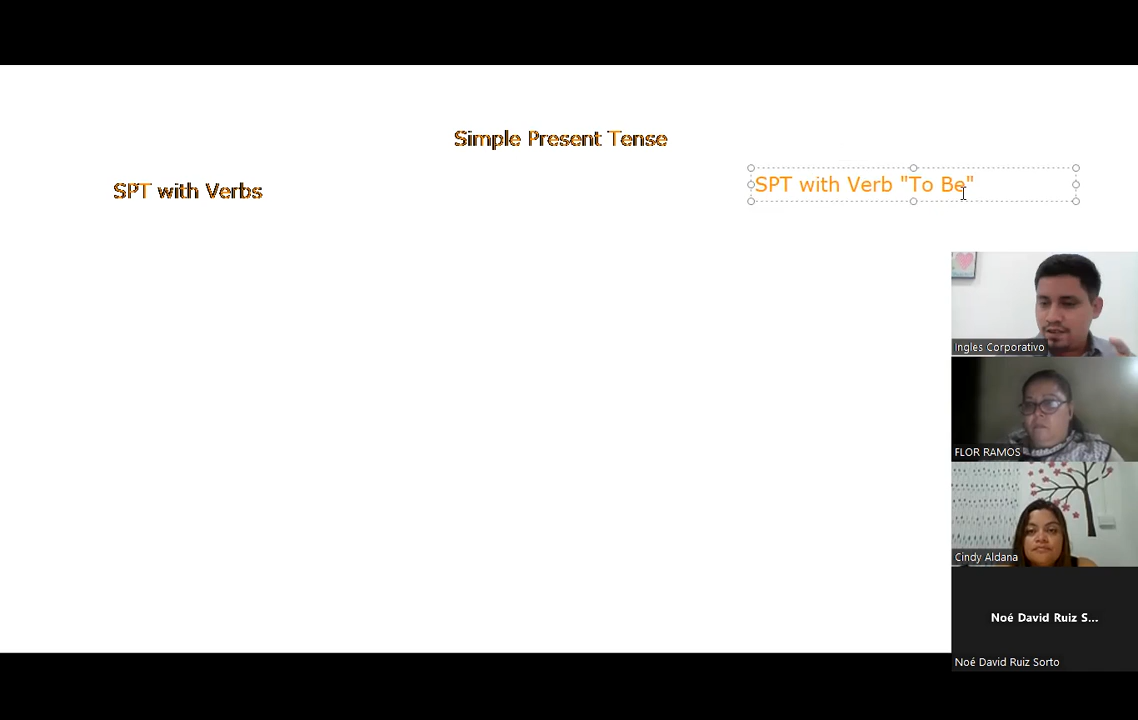 Simple Present Tense
SPT with Verbs
SPT with Verb "To Be"
Ingles Corporativo
FLOR RAMOS
Cindy Aldana
Noé David Ruiz S...
Noé David Ruiz Sorto